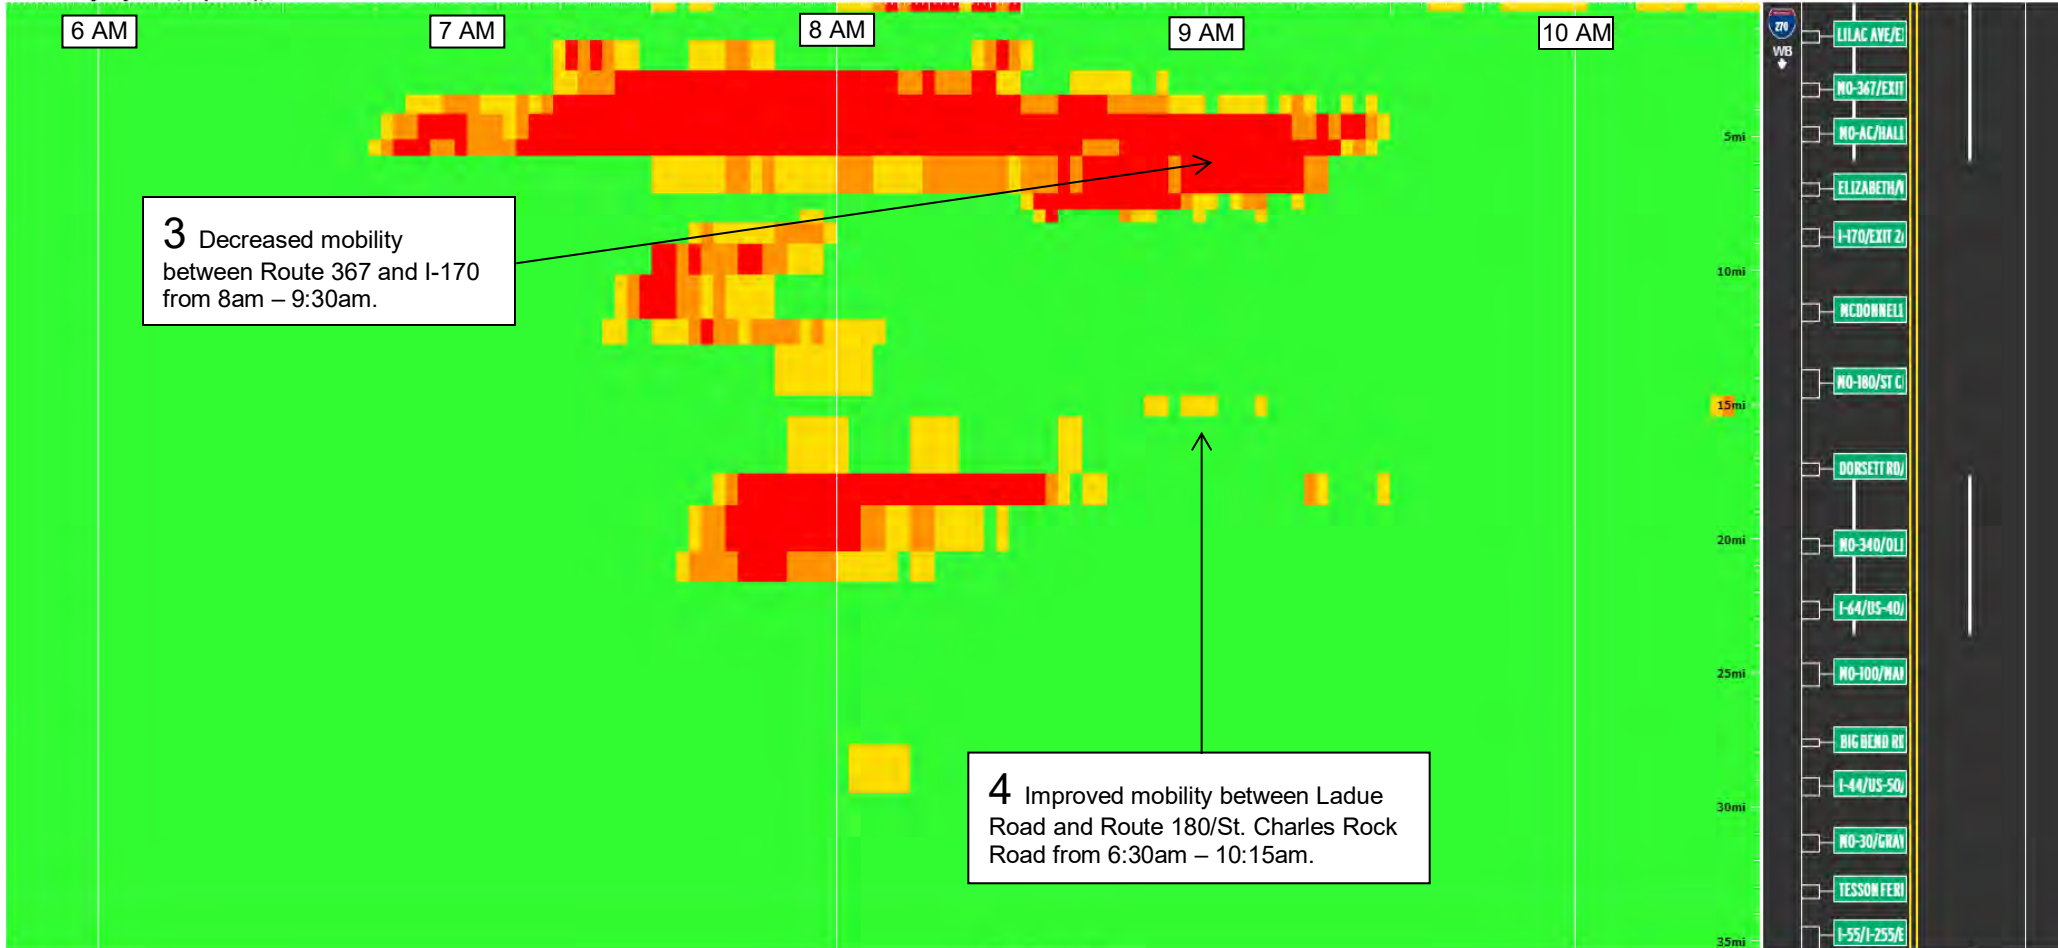 6 AM
7 AM
8 AM
9 AM
10 AM
270
WB
LILAC AVE/E
MO-367/EXIT
5mi
MO-AC/HALL
3 Decreased mobility
between Route 367 and I-170
from 8am – 9:30am.
ELIZABETH/
I-170/EXIT 2
10mi
MCDONNELL
MO-180/ST C
15mi
DORSETT RD/
20mi
MO-340/OLI
I-64/US-40/
25mi
MO-100/MAN
BIG BEND RD
4 Improved mobility between Ladue
Road and Route 180/St. Charles Rock
Road from 6:30am – 10:15am.
I-44/US-50/
30mi
MO-30/GRAV
TESSON FER
I-55/I-255/E
35mi